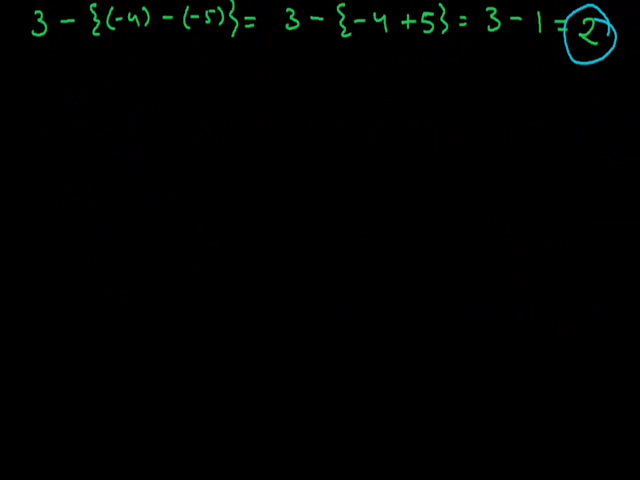 3 - {(-4) - (-5)} = 3 - {-4 + 5} = 3 - 1 = 2